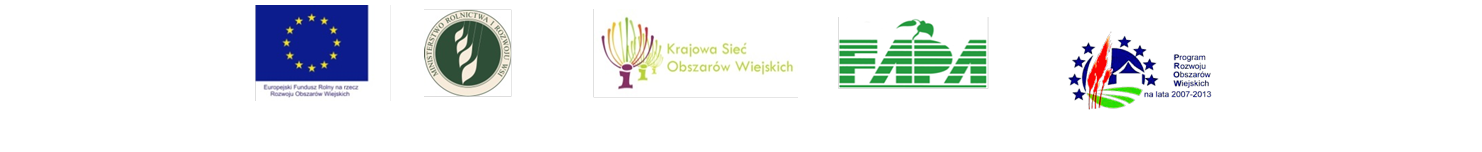 Europejski Fundusz Rolny na rzecz
Rozwoju Obszarów Wiejskich
MINISTERSTWO ROLNICTWA I ROZWOJU WSI
Krajowa Sieć
Obszarów Wiejskich
FAPA
Program
Rozwoju
Obszarów
Wiejskich
na lata 2007-2013